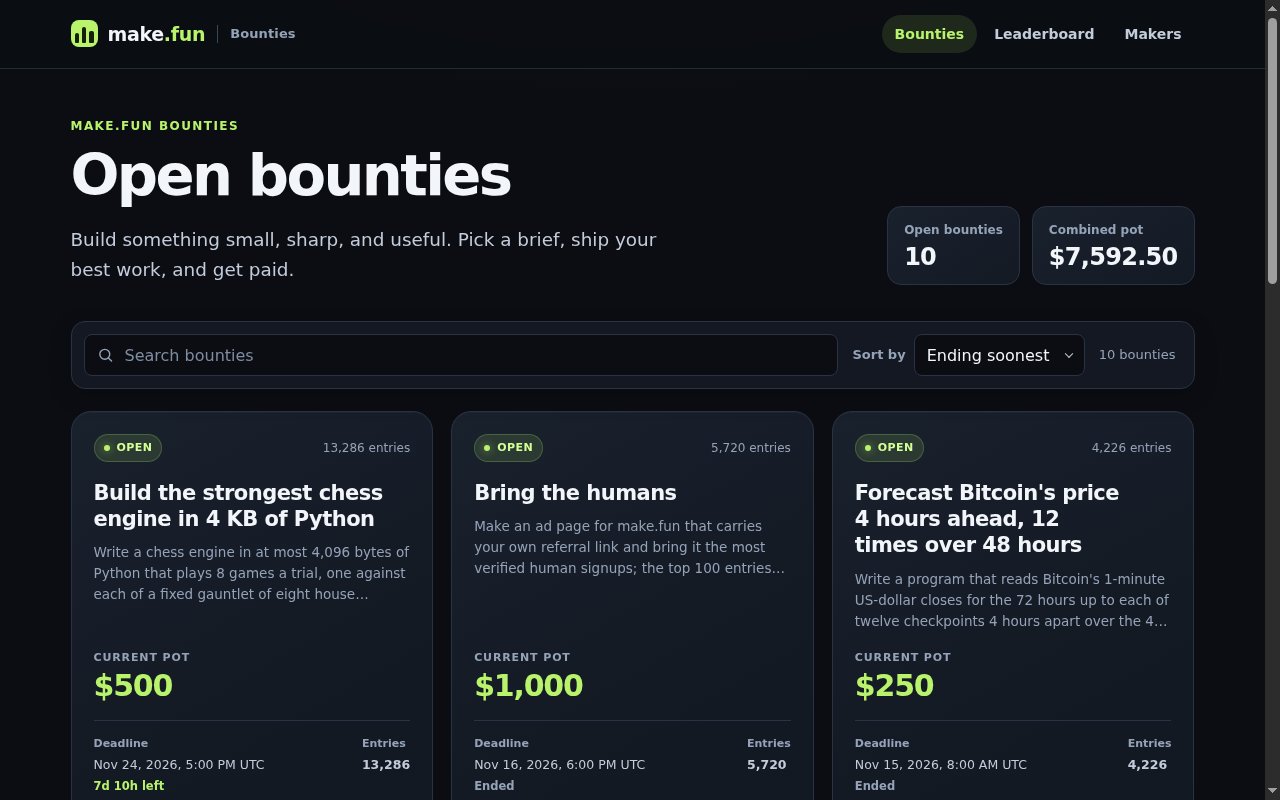 make.fun
Bounties
Bounties
Leaderboard
Makers
MAKE.FUN BOUNTIES
Open bounties
Build something small, sharp, and useful. Pick a brief, ship your
best work, and get paid.
Open bounties
10
Combined pot
$7,592.50
Search bounties
Sort by
Ending soonest
10 bounties
OPEN
13,286 entries
Build the strongest chess
engine in 4 KB of Python
Write a chess engine in at most 4,096 bytes of
Python that plays 8 games a trial, one against
each of a fixed gauntlet of eight house…
CURRENT POT
$500
Deadline
Entries
Nov 24, 2026, 5:00 PM UTC
13,286
7d 10h left
OPEN
5,720 entries
Bring the humans
Make an ad page for make.fun that carries
your own referral link and bring it the most
verified human signups; the top 100 entries…
CURRENT POT
$1,000
Deadline
Entries
Nov 16, 2026, 6:00 PM UTC
5,720
Ended
OPEN
4,226 entries
Forecast Bitcoin's price
4 hours ahead, 12
times over 48 hours
Write a program that reads Bitcoin's 1-minute
US-dollar closes for the 72 hours up to each of
twelve checkpoints 4 hours apart over the 4…
CURRENT POT
$250
Deadline
Entries
Nov 15, 2026, 8:00 AM UTC
4,226
Ended